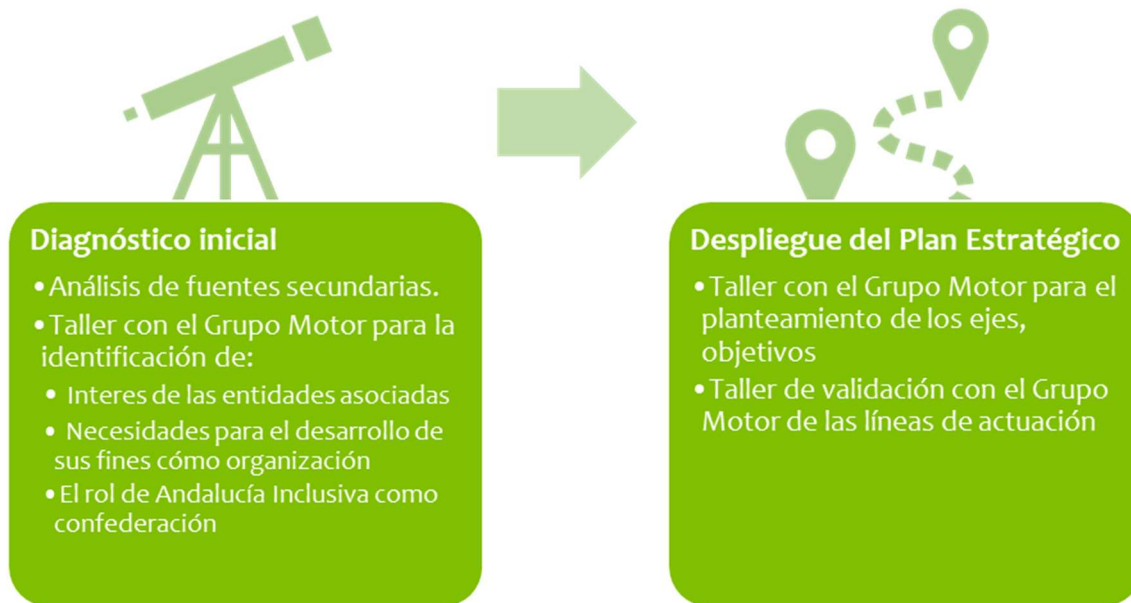 Diagnóstico inicial
•Análisis de fuentes secundarias.
•Taller con el Grupo Motor para la
identificación de:
• Interes de las entidades asociadas
• Necesidades para el desarrollo de
sus fines cómo organización
•El rol de Andalucía Inclusiva como
confederación
Despliegue del Plan Estratégico
•Taller con el Grupo Motor para el
planteamiento de los ejes,
objetivos
•Taller de validación con el Grupo
Motor de las líneas de actuación